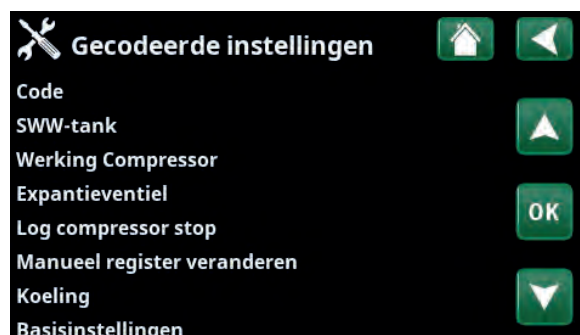 Gecodeerde instellingen
Code
SWW-tank
Werking Compressor
Expantieventiel
OK
Log compressor stop
Manueel register veranderen
Koeling
Basisinstellingen